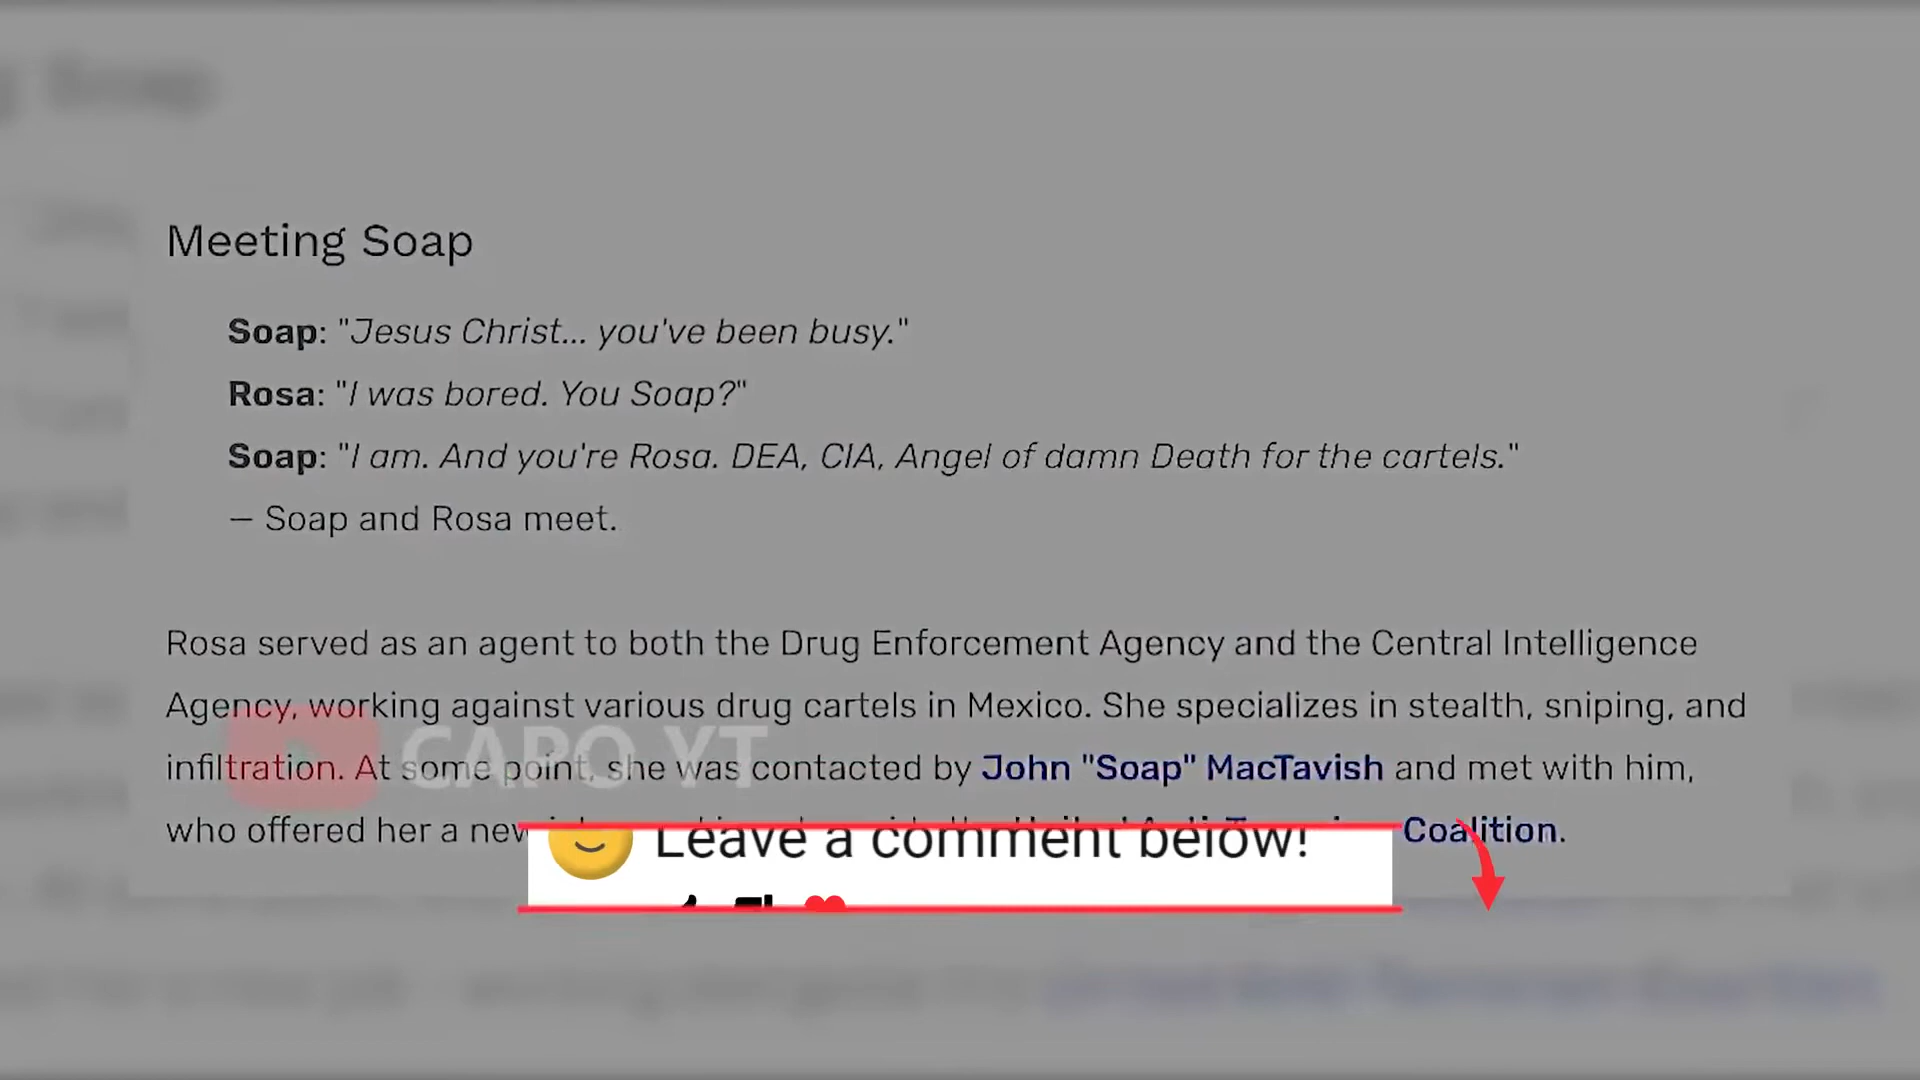 Meeting Soap
Soap: "Jesus Christ... you've been busy."
Rosa: "I was bored. You Soap?"
Soap: "I am. And you're Rosa. DEA, CIA, Angel of damn Death for the cartels."
— Soap and Rosa meet.
Rosa served as an agent to both the Drug Enforcement Agency and the Central Intelligence
Agency, working against various drug cartels in Mexico. She specializes in stealth, sniping, and
CAPO YT
infiltration. At some point, she was contacted by John "Soap" MacTavish and met with him,
who offered her a new Coalition.
Leave a comment below!